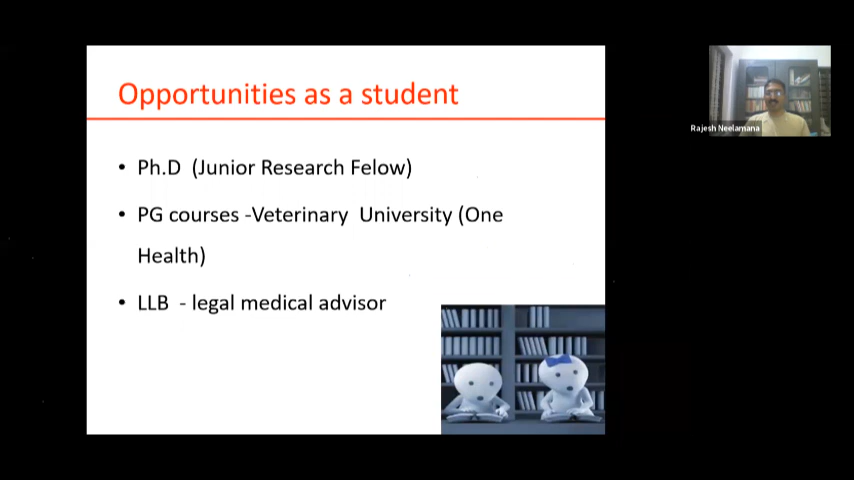 Opportunities as a student
• Ph.D (Junior Research Felow)
• PG courses -Veterinary University (One
Health)
• LLB - legal medical advisor
Rajesh Neelamana